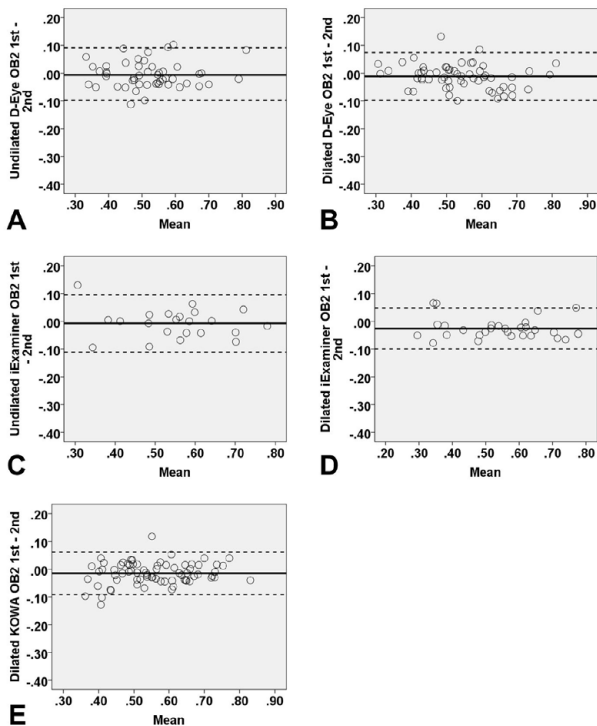 Undilated D-Eye OB2 1st -
2nd
.20
.10
.00
-.10
-.20
-.30
-.40
.30 .40 .50 .60 .70 .80 .90
Mean
A
Dilated D-Eye OB2 1st - 2nd
.20
.10
.00
-.10
-.20
-.30
-.40
.30 .40 .50 .60 .70 .80 .90
Mean
B
Undilated iExaminer OB2 1st
- 2nd
.20
.10
.00
-.10
-.20
-.30
-.40
.30 .40 .50 .60 .70 .80
Mean
C
Dilated iExaminer OB2 1st -
2nd
.20
.10
.00
-.10
-.20
-.30
-.40
.20 .30 .40 .50 .60 .70 .80
Mean
D
Dilated KOWA OB2 1st - 2nd
.20
.10
.00
-.10
-.20
-.30
-.40
.30 .40 .50 .60 .70 .80 .90
Mean
E